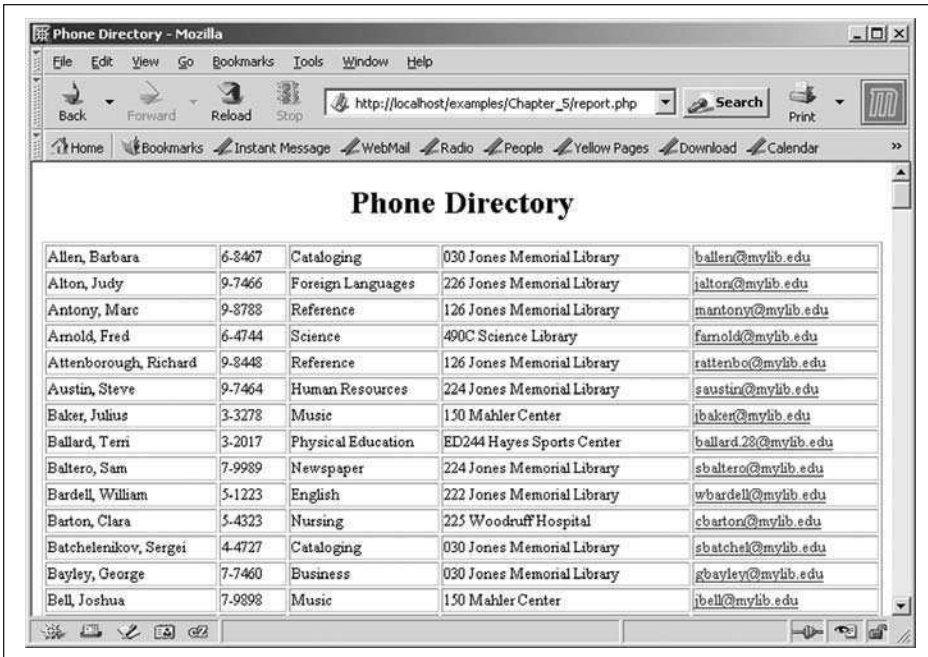 Phone Directory - Mozilla
File Edit View Go Bookmarks Tools Window Help
Back Forward Reload Stop http://localhost/examples/Chapter_5/report.php Search Print
Home Bookmarks Instant Message WebMail Radio People Yellow Pages Download Calendar »
Phone Directory
Allen, Barbara 6-8467 Cataloging 030 Jones Memorial Library ballen@mylib.edu
Alton, Judy 9-7466 Foreign Languages 226 Jones Memorial Library jalton@mylib.edu
Antony, Marc 9-8788 Reference 126 Jones Memorial Library mantony@mylib.edu
Arnold, Fred 6-4744 Science 490C Science Library farnold@mylib.edu
Attenborough, Richard 9-8448 Reference 126 Jones Memorial Library rattenbo@mylib.edu
Austin, Steve 9-7464 Human Resources 224 Jones Memorial Library saustin@mylib.edu
Baker, Julius 3-3278 Music 150 Mahler Center jbaker@mylib.edu
Ballard, Terri 3-2017 Physical Education ED244 Hayes Sports Center ballard.28@mylib.edu
Baltero, Sam 7-9989 Newspaper 224 Jones Memorial Library sbaltero@mylib.edu
Bardell, William 5-1223 English 222 Jones Memorial Library wbardell@mylib.edu
Barton, Clara 5-4323 Nursing 225 Woodruff Hospital cbarton@mylib.edu
Batchelenikov, Sergei 4-4727 Cataloging 030 Jones Memorial Library sbatchel@mylib.edu
Bayley, George 7-7460 Business 030 Jones Memorial Library gbayley@mylib.edu
Bell, Joshua 7-9898 Music 150 Mahler Center jbell@mylib.edu